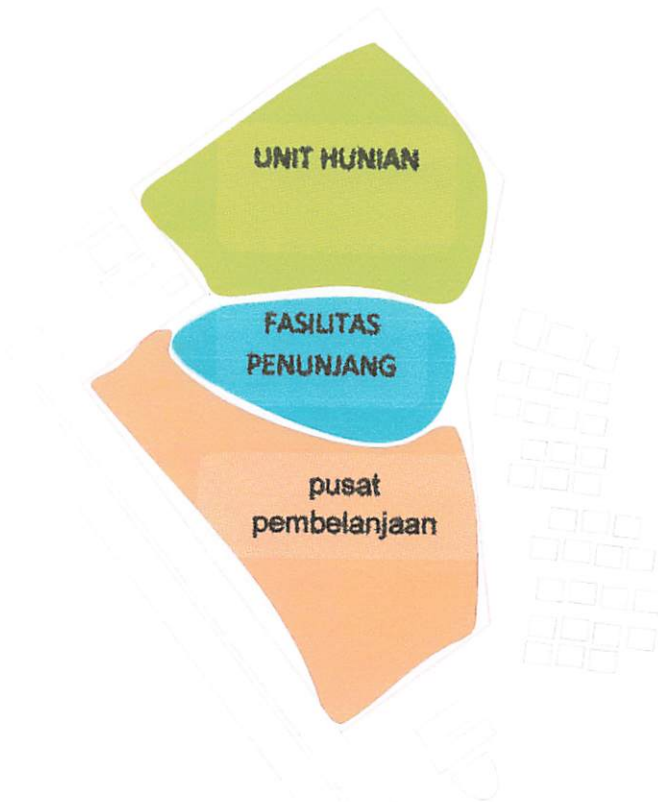 UNIT HUNIAN
FASILITAS
PENUNJANG
pusat
pembelanjaan